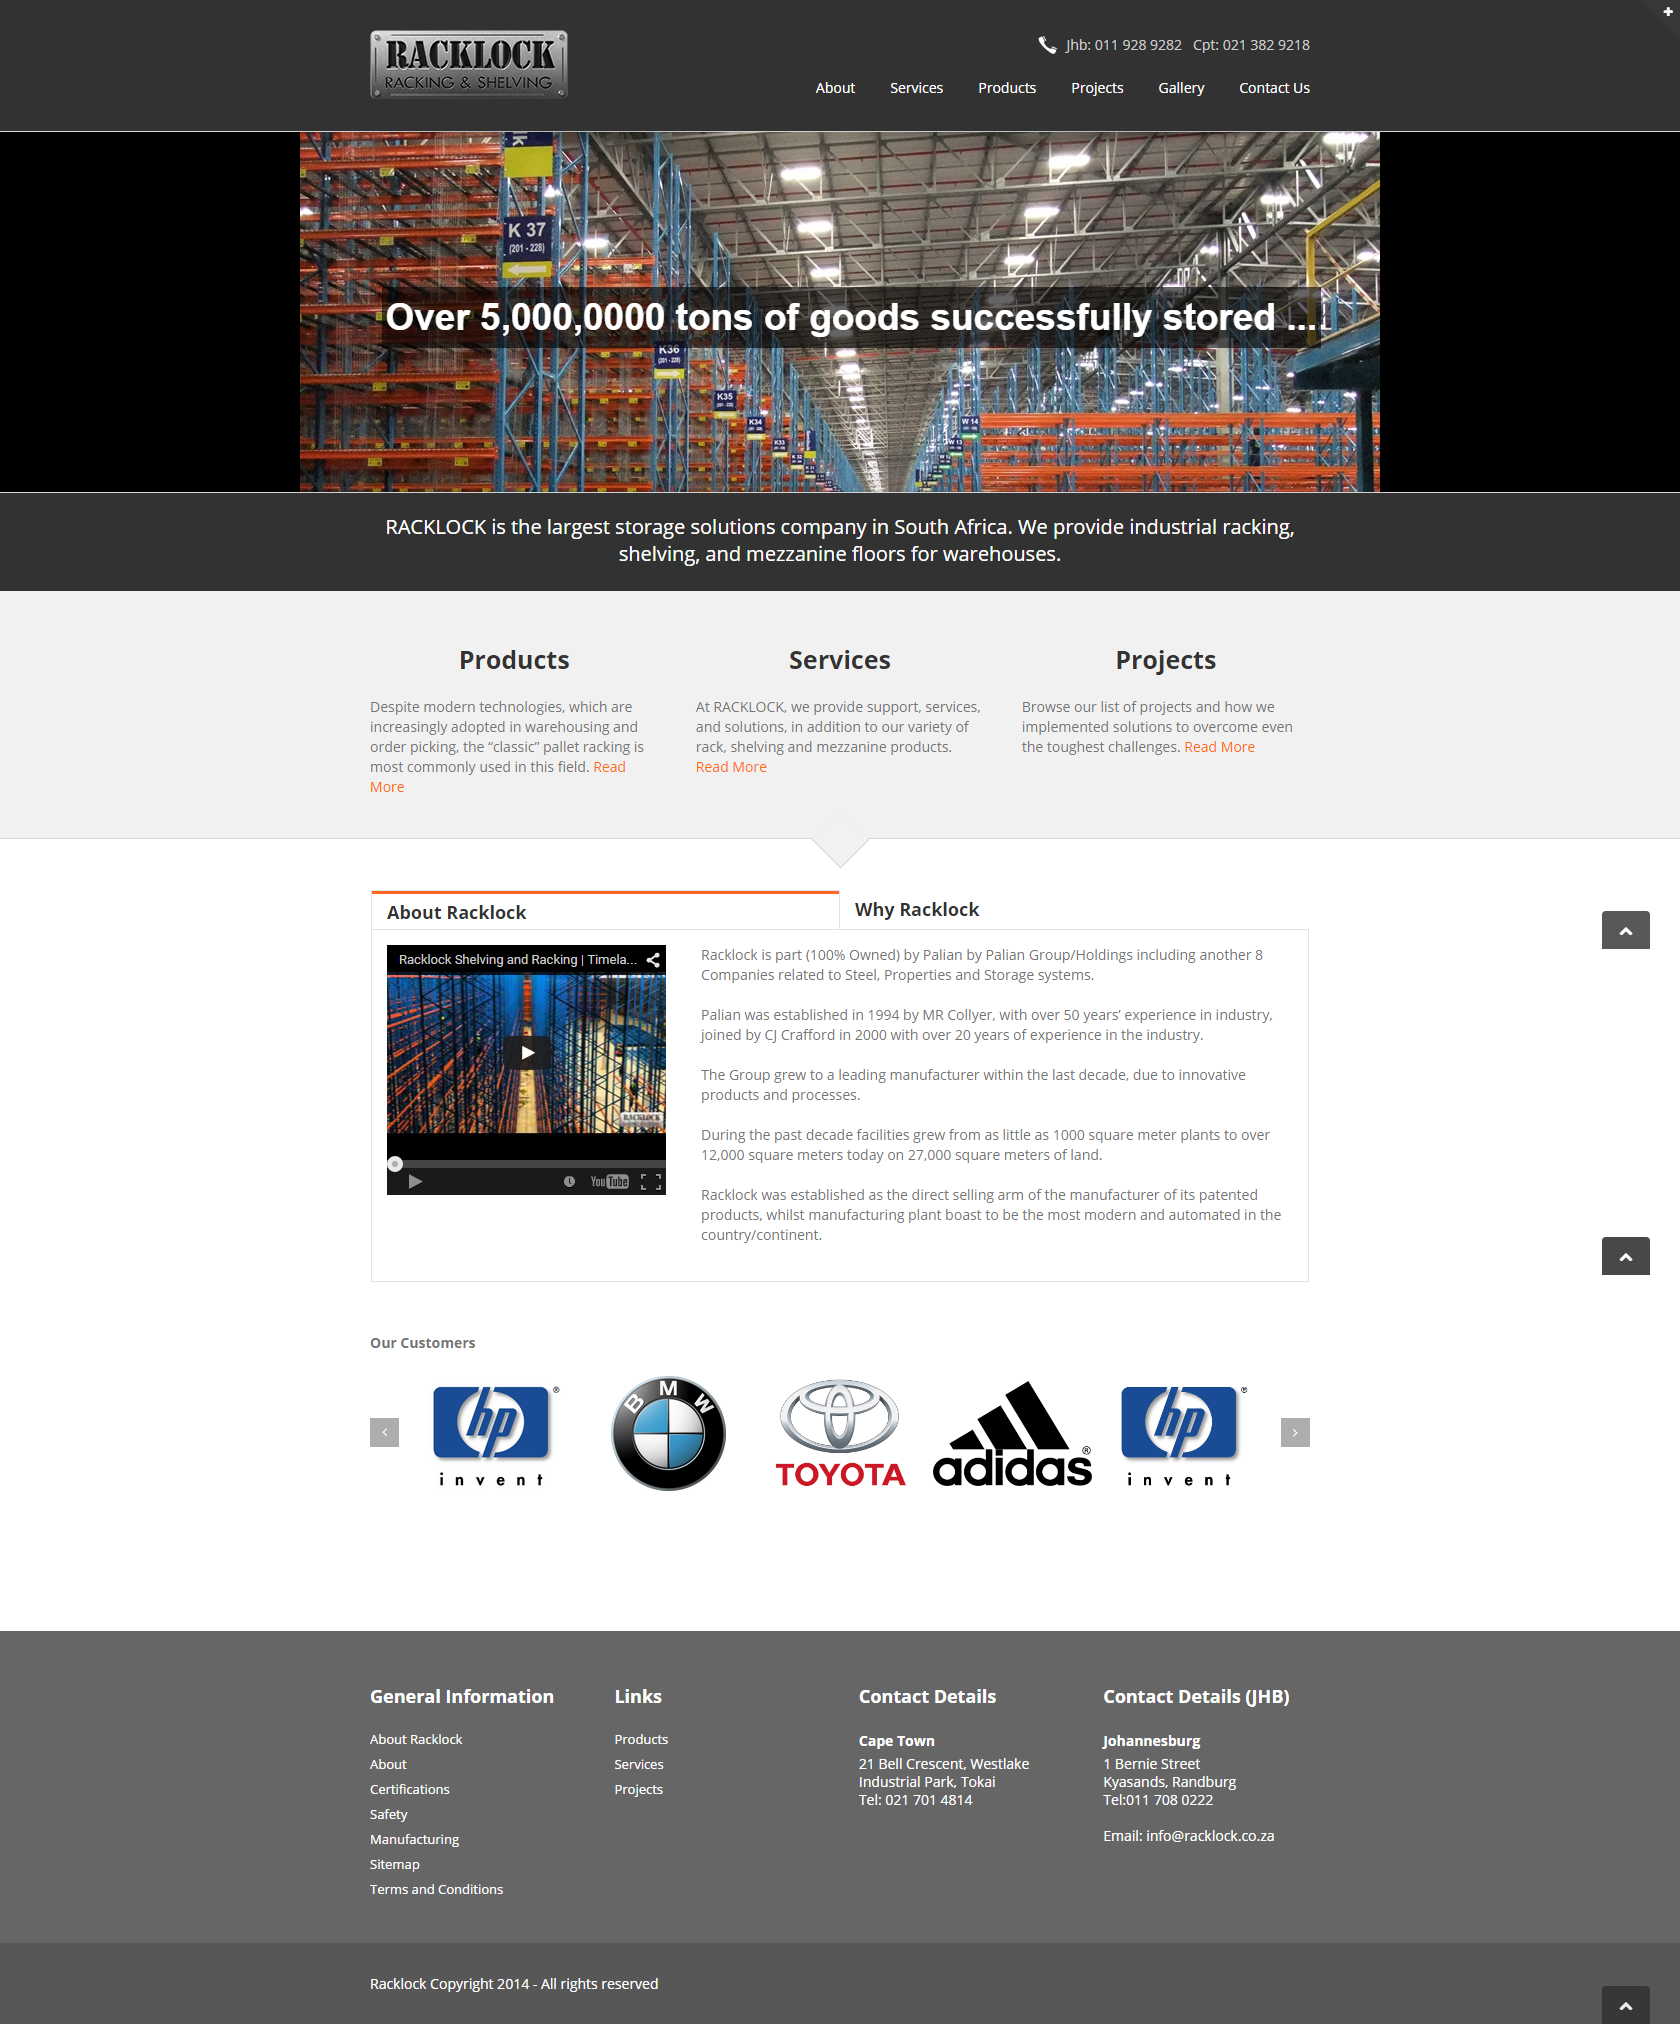 RACKLOCK
RACKING & SHELVING
Jhb: 011 928 9282 Cpt: 021 382 9218
About Services Products Projects Gallery Contact Us
K
K 37
(201 - 228)
Over 5,000,0000 tons of goods successfully stored ....
K36
(201 - 228)
K35
K34
K33
W 14
W 13
RACKLOCK is the largest storage solutions company in South Africa. We provide industrial racking,
shelving, and mezzanine floors for warehouses.
Products
Despite modern technologies, which are
increasingly adopted in warehousing and
order picking, the “classic” pallet racking is
most commonly used in this field. Read
More
Services
At RACKLOCK, we provide support, services,
and solutions, in addition to our variety of
rack, shelving and mezzanine products.
Read More
Projects
Browse our list of projects and how we
implemented solutions to overcome even
the toughest challenges. Read More
About Racklock
Why Racklock
Racklock Shelving and Racking | Timela...
RACKLOCK
YouTube
Racklock is part (100% Owned) by Palian by Palian Group/Holdings including another 8
Companies related to Steel, Properties and Storage systems.
Palian was established in 1994 by MR Collyer, with over 50 years’ experience in industry,
joined by CJ Crafford in 2000 with over 20 years of experience in the industry.
The Group grew to a leading manufacturer within the last decade, due to innovative
products and processes.
During the past decade facilities grew from as little as 1000 square meter plants to over
12,000 square meters today on 27,000 square meters of land.
Racklock was established as the direct selling arm of the manufacturer of its patented
products, whilst manufacturing plant boast to be the most modern and automated in the
country/continent.
Our Customers
hp ®
invent
BMW
TOYOTA
adidas ®
hp ®
invent
General Information
About Racklock
About
Certifications
Safety
Manufacturing
Sitemap
Terms and Conditions
Links
Products
Services
Projects
Contact Details
Cape Town
21 Bell Crescent, Westlake
Industrial Park, Tokai
Tel: 021 701 4814
Contact Details (JHB)
Johannesburg
1 Bernie Street
Kyasands, Randburg
Tel:011 708 0222
Email: info@racklock.co.za
Racklock Copyright 2014 - All rights reserved